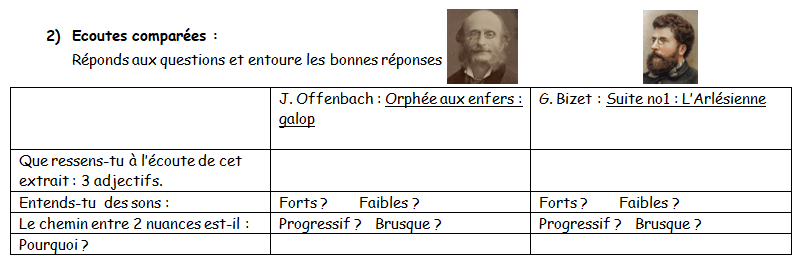 2) Ecoutes comparées :
Réponds aux questions et entoure les bonnes réponses
J. Offenbach : Orphée aux enfers :
galop
G. Bizet : Suite no1 : L'Arlésienne
Que ressens-tu à l'écoute de cet
extrait : 3 adjectifs.
Entends-tu des sons : Forts ? Faibles ? Forts ? Faibles ?
Le chemin entre 2 nuances est-il : Progressif ? Brusque ? Progressif ? Brusque ?
Pourquoi ?